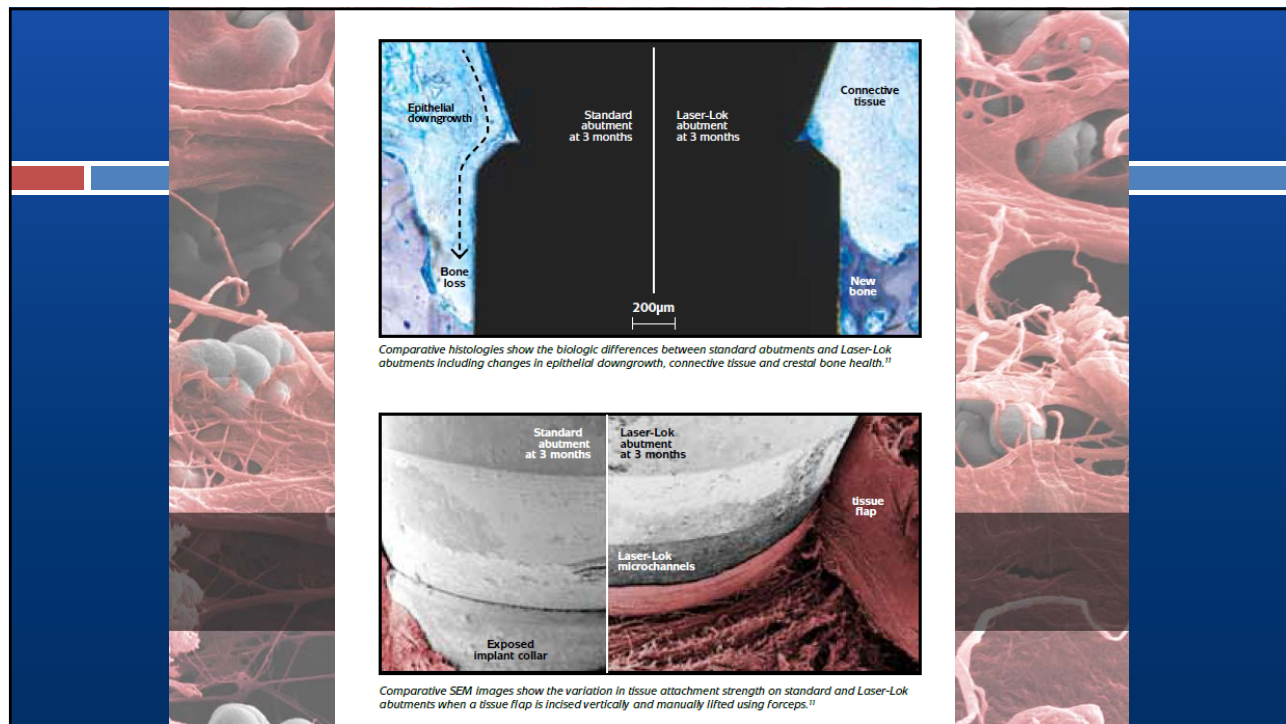 Epithelial
downgrowth
Standard
abutment
at 3 months
Laser-Lok
abutment
at 3 months
Connective
tissue
Bone
loss
New
bone
200µm
Comparative histologies show the biologic differences between standard abutments and Laser-Lok
abutments including changes in epithelial downgrowth, connective tissue and crestal bone health.¹¹
Standard
abutment
at 3 months
Laser-Lok
abutment
at 3 months
tissue
flap
Laser-Lok
microchannels
Exposed
implant collar
Comparative SEM images show the variation in tissue attachment strength on standard and Laser-Lok
abutments when a tissue flap is incised vertically and manually lifted using forceps.¹¹